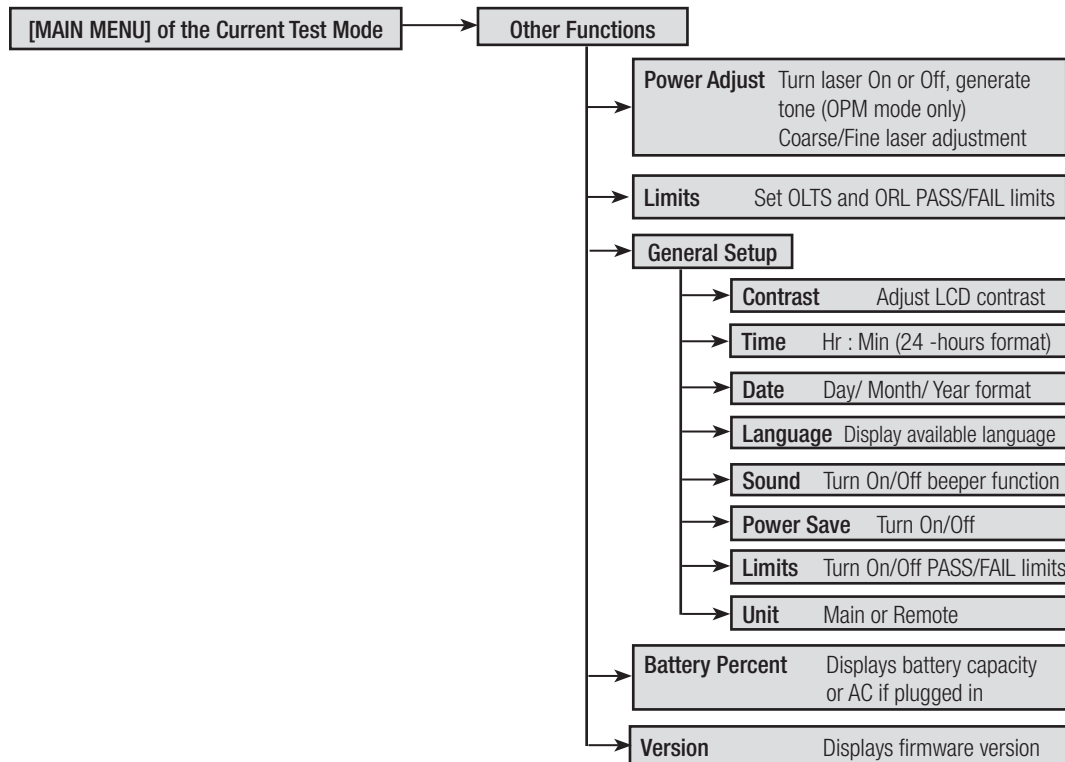 [MAIN MENU] of the Current Test Mode
Other Functions
Power Adjust Turn laser On or Off, generate
tone (OPM mode only)
Coarse/Fine laser adjustment
Limits Set OLTS and ORL PASS/FAIL limits
General Setup
Contrast Adjust LCD contrast
Time Hr : Min (24 -hours format)
Date Day/ Month/ Year format
Language Display available language
Sound Turn On/Off beeper function
Power Save Turn On/Off
Limits Turn On/Off PASS/FAIL limits
Unit Main or Remote
Battery Percent Displays battery capacity
or AC if plugged in
Version Displays firmware version